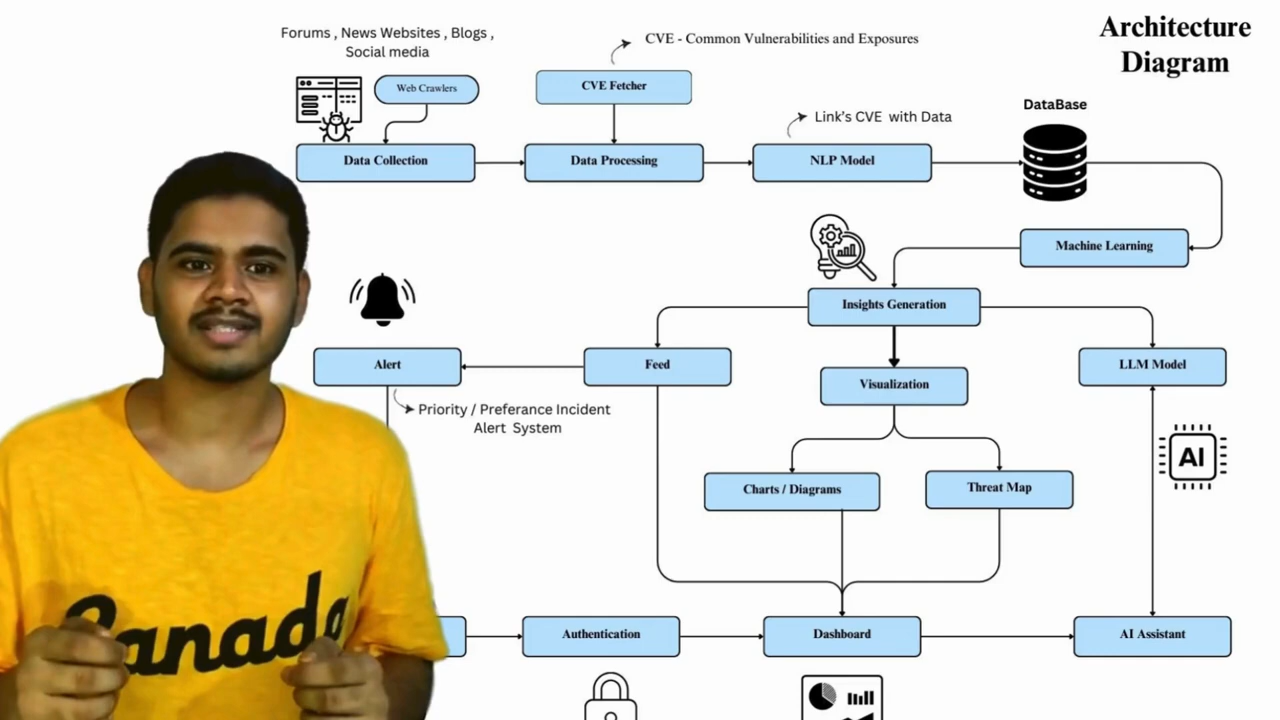 Architecture
Diagram
Forums , News Websites , Blogs ,
Social media
CVE - Common Vulnerabilities and Exposures
Web Crawlers
CVE Fetcher
Link's CVE with Data
DataBase
Data Collection
Data Processing
NLP Model
Machine Learning
Insights Generation
Alert
Feed
Visualization
LLM Model
Priority / Preferance Incident
Alert System
AI
Charts / Diagrams
Threat Map
Canada
Authentication
Dashboard
AI Assistant